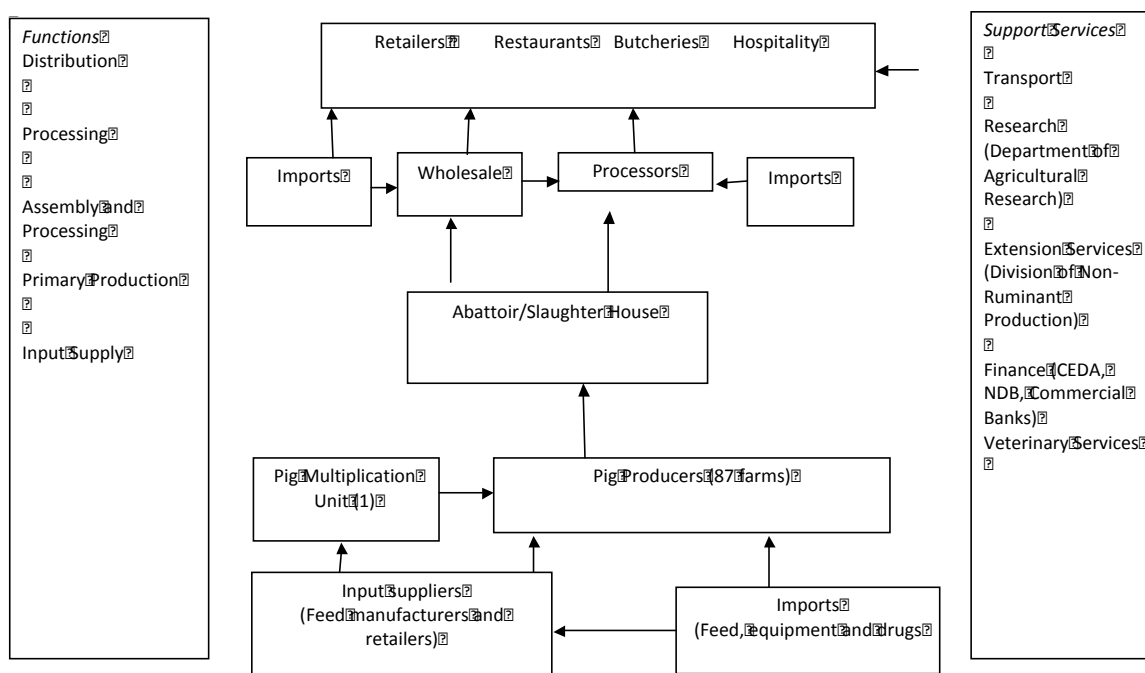 Functions
Distribution
Processing
Assembly and
Processing
Primary Production
Input Supply
Retailers Restaurants Butcheries Hospitality
Imports
Wholesale
Processors
Imports
Abattoir/Slaughter House
Pig Multiplication
Unit (1)
Pig Producers (87 farms)
Input suppliers
(Feed manufacturers and
retailers)
Imports
(Feed, equipment and drugs
Support Services
Transport
Research
(Department of
Agricultural
Research)
Extension Services
(Division of Non-
Ruminant
Production)
Finance (CEDA,
NDB, Commercial
Banks)
Veterinary Services